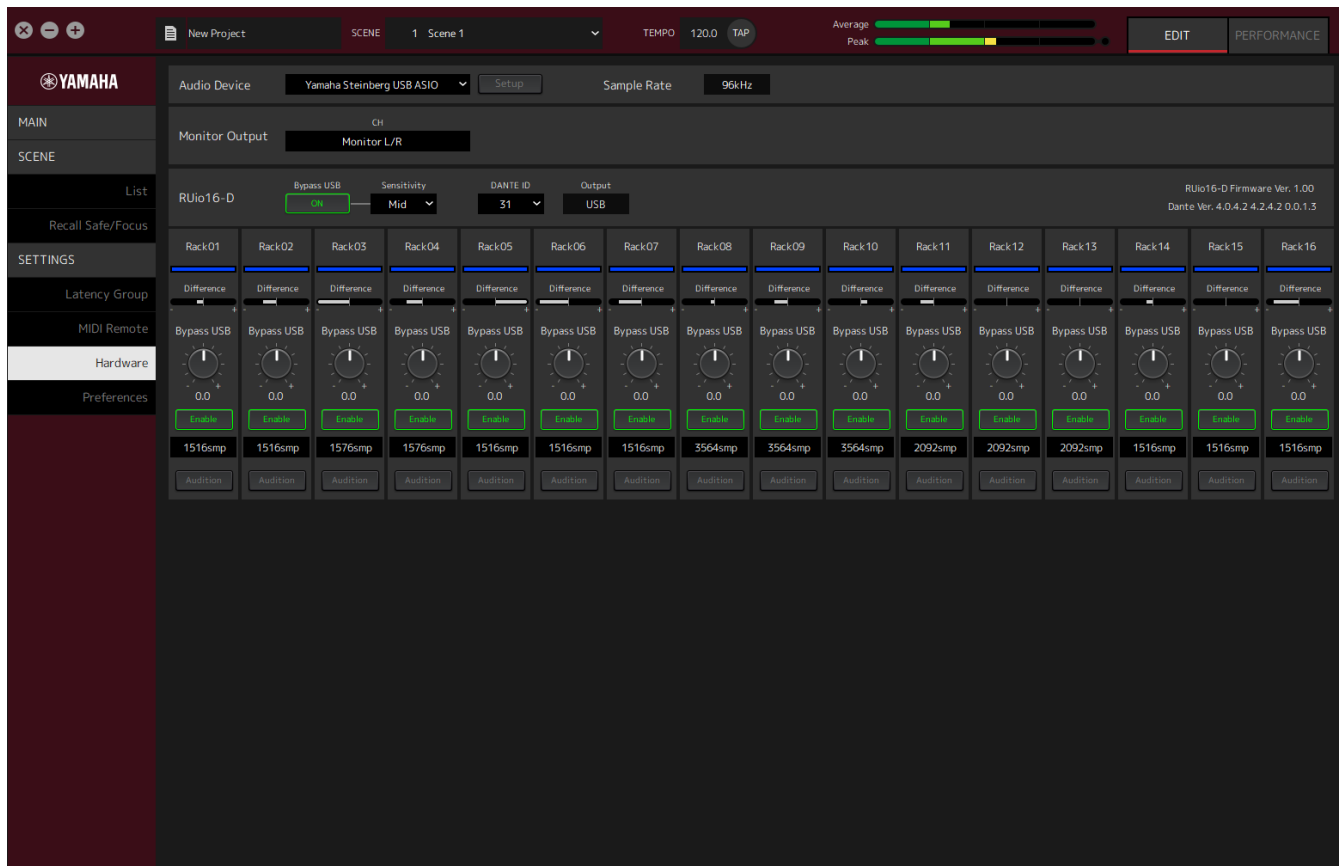 New Project SCENE 1 Scene 1 TEMPO 120.0 TAP Average Peak EDIT PERFORMANCE
YAMAHA
Audio Device Yamaha Steinberg USB ASIO Setup Sample Rate 96kHz
MAIN
SCENE
List
Recall Safe/Focus
SETTINGS
Latency Group
MIDI Remote
Hardware
Preferences
CH
Monitor Output Monitor L/R
Bypass USB Sensitivity DANTE ID Output
RUio16-D ON Mid 31 USB
RUio16-D Firmware Ver. 1.00
Dante Ver. 4.0.4.2 4.2.4.2 0.0.1.3
Rack01 Rack02 Rack03 Rack04 Rack05 Rack06 Rack07 Rack08 Rack09 Rack10 Rack11 Rack12 Rack13 Rack14 Rack15 Rack16
Difference Difference Difference Difference Difference Difference Difference Difference Difference Difference Difference Difference Difference Difference Difference Difference
- + - + - + - + - + - + - + - + - + - + - + - + - + - + - + - +
Bypass USB Bypass USB Bypass USB Bypass USB Bypass USB Bypass USB Bypass USB Bypass USB Bypass USB Bypass USB Bypass USB Bypass USB Bypass USB Bypass USB Bypass USB Bypass USB
- + - + - + - + - + - + - + - + - + - + - + - + - + - + - + - +
0.0 0.0 0.0 0.0 0.0 0.0 0.0 0.0 0.0 0.0 0.0 0.0 0.0 0.0 0.0 0.0
Enable Enable Enable Enable Enable Enable Enable Enable Enable Enable Enable Enable Enable Enable Enable Enable
1516smp 1516smp 1576smp 1576smp 1516smp 1516smp 1516smp 3564smp 3564smp 3564smp 2092smp 2092smp 2092smp 1516smp 1516smp 1516smp
Audition Audition Audition Audition Audition Audition Audition Audition Audition Audition Audition Audition Audition Audition Audition Audition